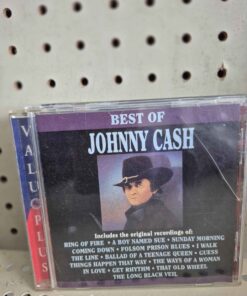 BEST OF
JOHNNY CASH
VALUE PLUS
Includes the original recordings of:
RING OF FIRE • A BOY NAMED SUE • SUNDAY MORNING
COMING DOWN • FOLSOM PRISON BLUES • I WALK
THE LINE • BALLAD OF A TEENAGE QUEEN • GUESS
THINGS HAPPEN THAT WAY • THE WAYS OF A WOMAN
IN LOVE • GET RHYTHM • THAT OLD WHEEL
THE LONG BLACK VEIL